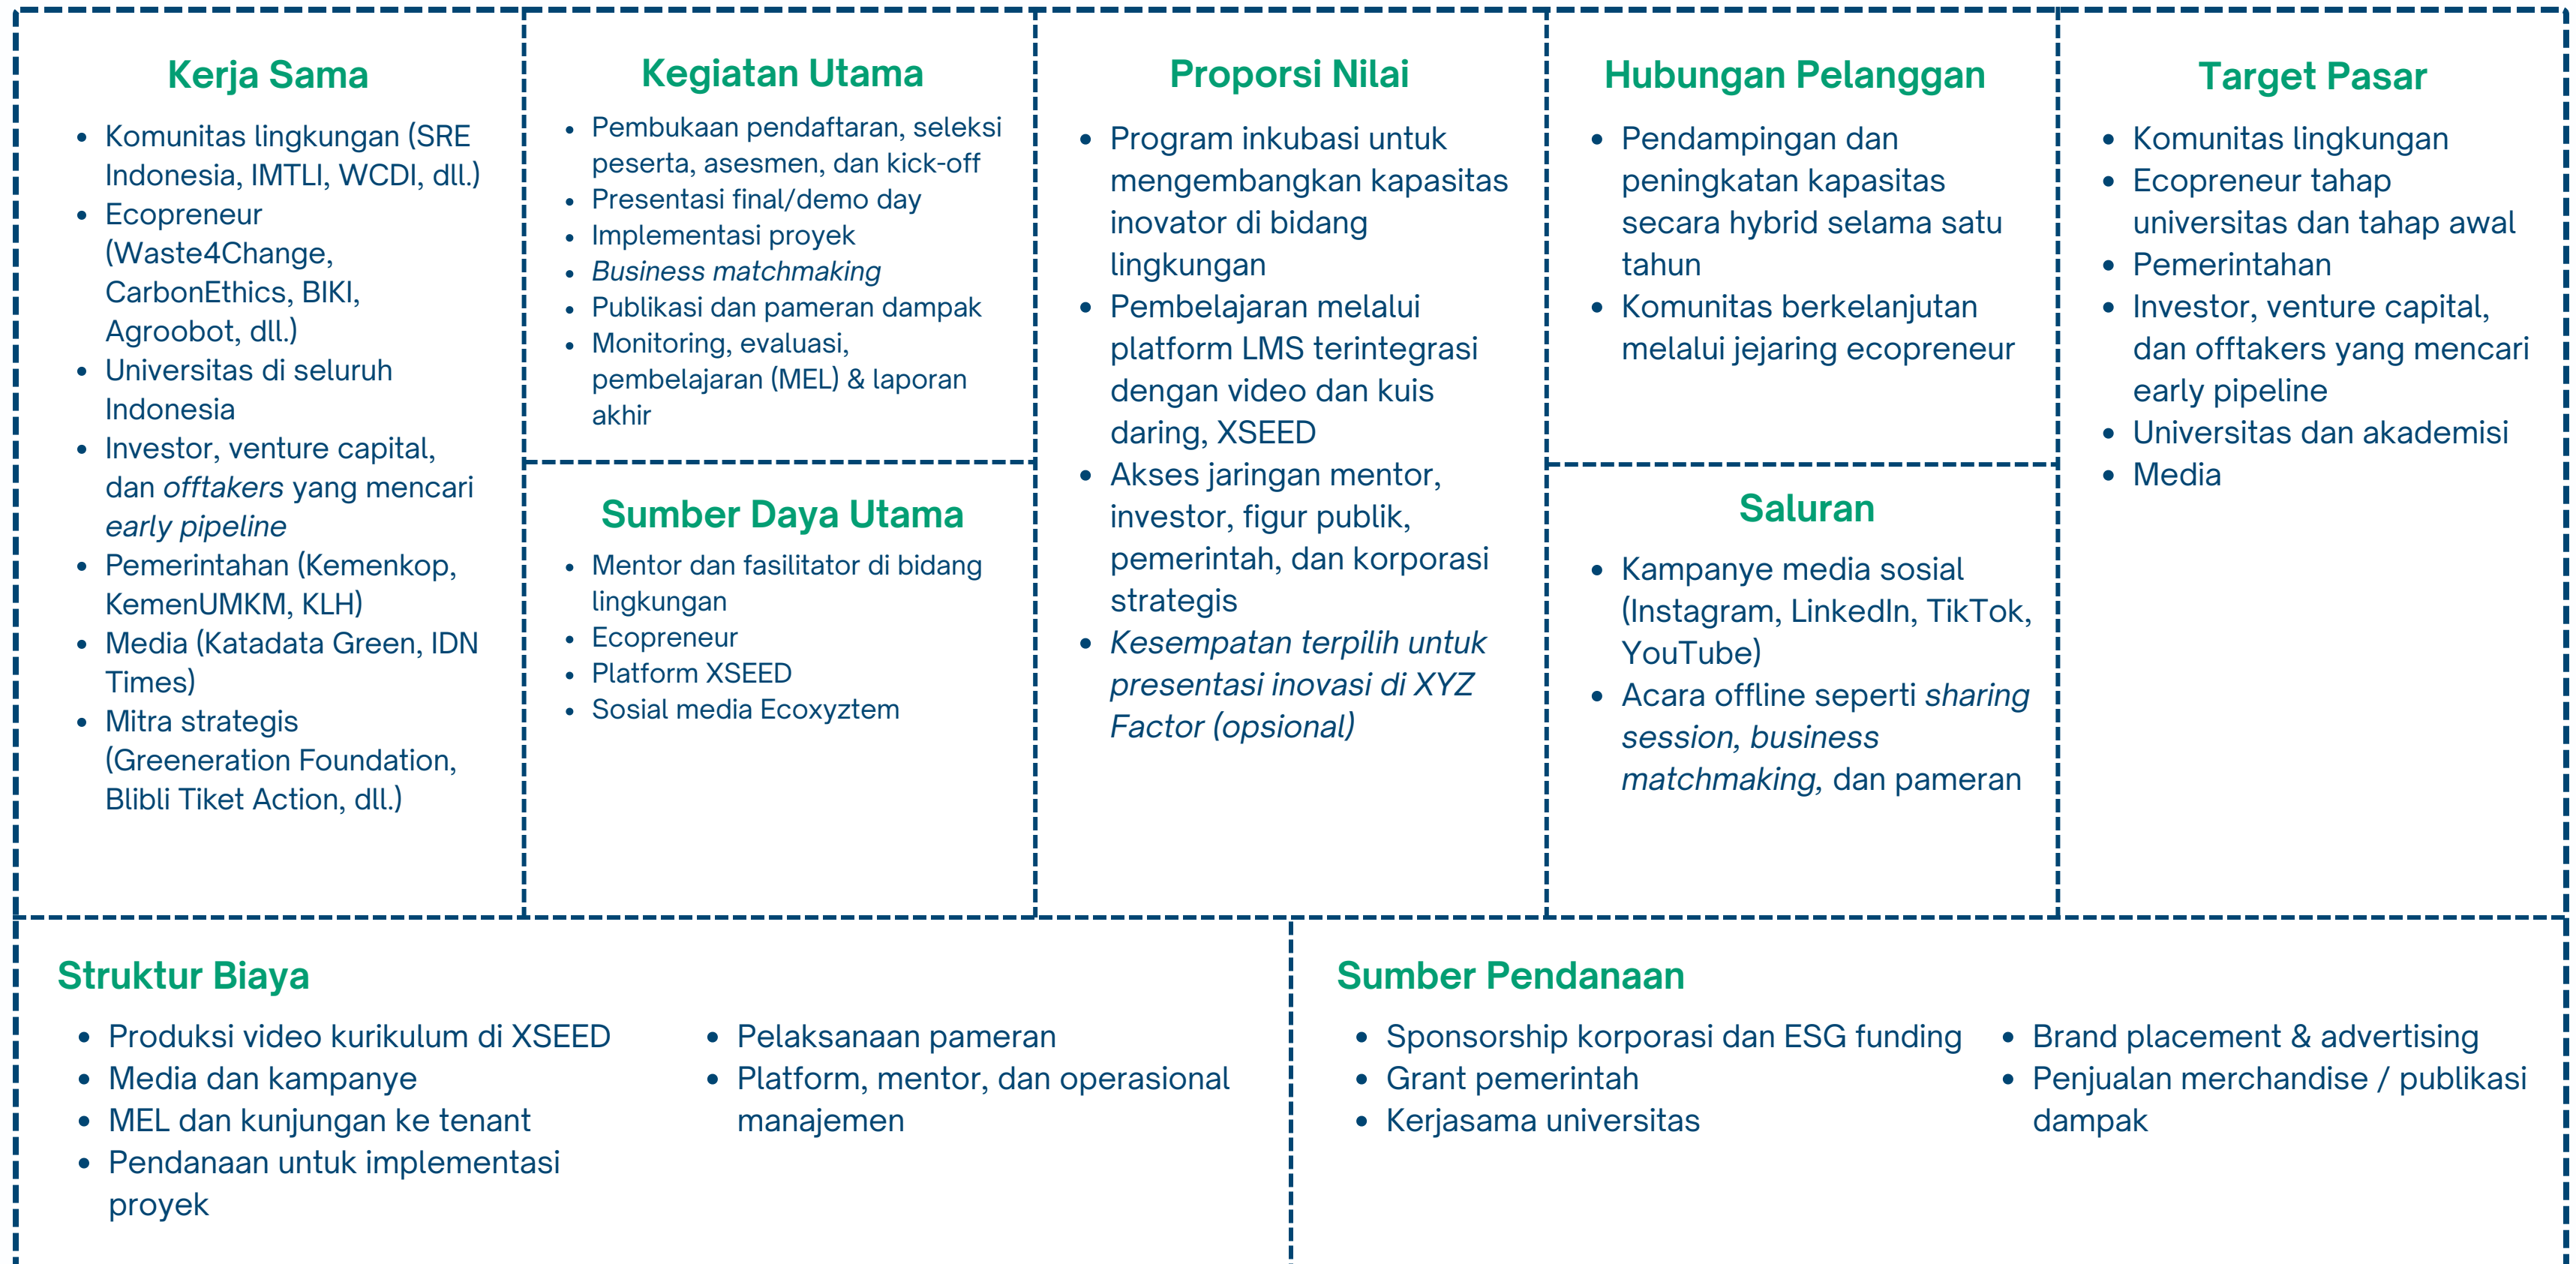 Kerja Sama
• Komunitas lingkungan (SRE
Indonesia, IMTLI, WCDI, dll.)
• Ecopreneur
(Waste4Change,
CarbonEthics, BIKI,
Agroobot, dll.)
• Universitas di seluruh
Indonesia
• Investor, venture capital,
dan offtakers yang mencari
early pipeline
• Pemerintahan (Kemenkop,
KemenUMKM, KLH)
• Media (Katadata Green, IDN
Times)
• Mitra strategis
(Greeneration Foundation,
Blibli Tiket Action, dll.)
Kegiatan Utama
• Pembukaan pendaftaran, seleksi
peserta, asesmen, dan kick-off
• Presentasi final/demo day
• Implementasi proyek
• Business matchmaking
• Publikasi dan pameran dampak
• Monitoring, evaluasi,
pembelajaran (MEL) & laporan
akhir
Sumber Daya Utama
• Mentor dan fasilitator di bidang
lingkungan
• Ecopreneur
• Platform XSEED
• Sosial media Ecoxyztem
Proporsi Nilai
• Program inkubasi untuk
mengembangkan kapasitas
inovator di bidang
lingkungan
• Pembelajaran melalui
platform LMS terintegrasi
dengan video dan kuis
daring, XSEED
• Akses jaringan mentor,
investor, figur publik,
pemerintah, dan korporasi
strategis
• Kesempatan terpilih untuk
presentasi inovasi di XYZ
Factor (opsional)
Hubungan Pelanggan
• Pendampingan dan
peningkatan kapasitas
secara hybrid selama satu
tahun
• Komunitas berkelanjutan
melalui jejaring ecopreneur
Saluran
• Kampanye media sosial
(Instagram, LinkedIn, TikTok,
YouTube)
• Acara offline seperti sharing
session, business
matchmaking, dan pameran
Target Pasar
• Komunitas lingkungan
• Ecopreneur tahap
universitas dan tahap awal
• Pemerintahan
• Investor, venture capital,
dan offtakers yang mencari
early pipeline
• Universitas dan akademisi
• Media
Struktur Biaya
• Produksi video kurikulum di XSEED
• Media dan kampanye
• MEL dan kunjungan ke tenant
• Pendanaan untuk implementasi
proyek
• Pelaksanaan pameran
• Platform, mentor, dan operasional
manajemen
Sumber Pendanaan
• Sponsorship korporasi dan ESG funding
• Grant pemerintah
• Kerjasama universitas
• Brand placement & advertising
• Penjualan merchandise / publikasi
dampak